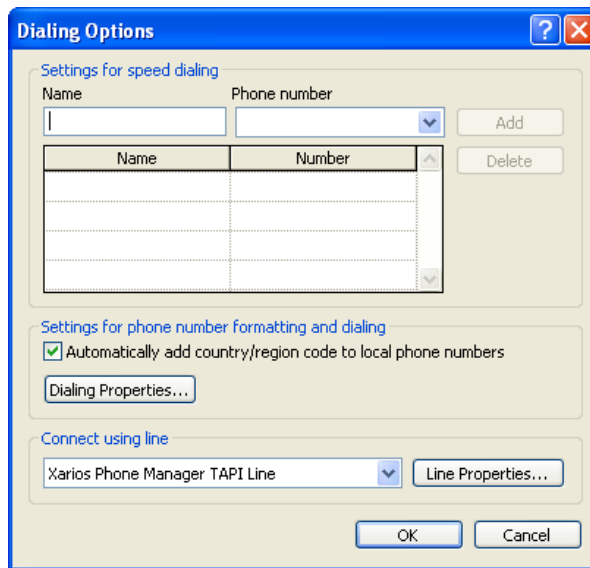 Dialing Options
Settings for speed dialing
Name Phone number
Add
Name Number
Delete
Settings for phone number formatting and dialing
Automatically add country/region code to local phone numbers
Dialing Properties...
Connect using line
Xarios Phone Manager TAPI Line Line Properties...
OK Cancel